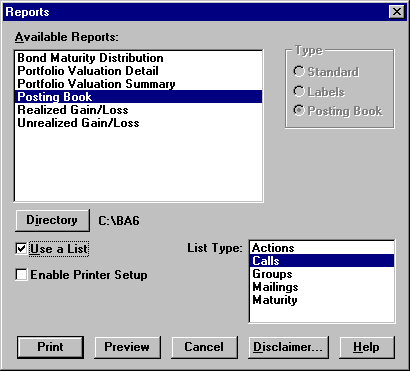 Reports
Available Reports:
Bond Maturity Distribution
Portfolio Valuation Detail
Portfolio Valuation Summary
Posting Book
Realized Gain/Loss
Unrealized Gain/Loss
Type
Standard
Labels
Posting Book
Directory C:\BA6
Use a List
Enable Printer Setup
List Type:
Actions
Calls
Groups
Mailings
Maturity
Print Preview Cancel Disclaimer... Help